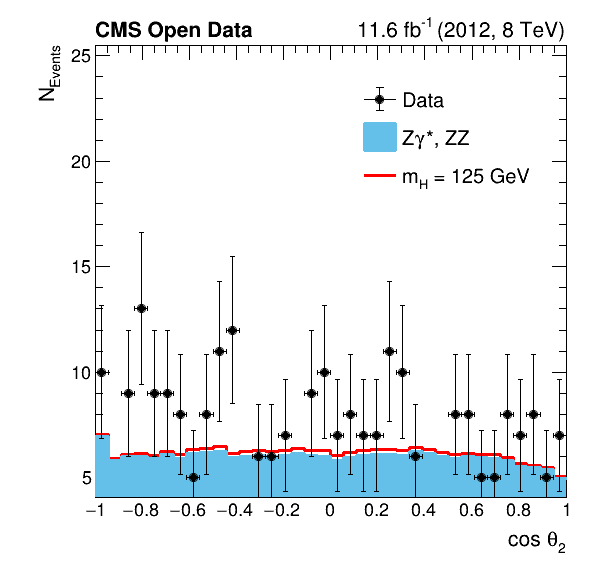 CMS Open Data 11.6 fb⁻¹ (2012, 8 TeV)
N_Events
25
20
15
10
5
Data
Zγ*, ZZ
m_H = 125 GeV
−1 −0.8 −0.6 −0.4 −0.2 0 0.2 0.4 0.6 0.8 1
cos θ₂